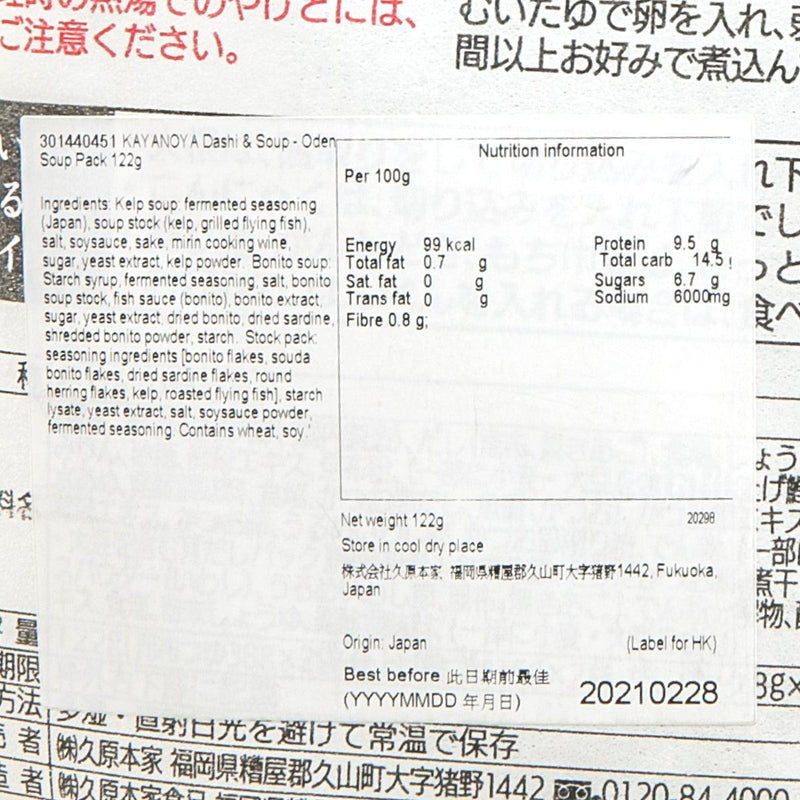 ご注意ください。
むいたゆで卵を入れ、
間以上お好みで煮込ん
301440451 KAYANOYA Dashi & Soup - Oden
Soup Pack 122g
Ingredients: Kelp soup: fermented seasoning
(Japan), soup stock (kelp, grilled flying fish),
salt, soysauce, sake, mirin cooking wine,
sugar, yeast extract, kelp powder. Bonito soup:
Starch syrup, fermented seasoning, salt, bonito
soup stock, fish sauce (bonito), bonito extract,
sugar, yeast extract, dried bonito, dried sardine,
shredded bonito powder, starch. Stock pack:
seasoning ingredients [bonito flakes, souda
bonito flakes, dried sardine flakes, round
herring flakes, kelp, roasted flying fish], starch
lysate, yeast extract, salt, soysauce powder,
fermented seasoning. Contains wheat, soy.
Nutrition information
Per 100g
Energy 99 kcal Protein 9.5 g
Total fat 0.7 g Total carb 14.5
Sat. fat 0 g Sugars 6.7 g
Trans fat 0 g Sodium 6000mg
Fibre 0.8 g;
Net weight 122g 20298
Store in cool dry place
株式会社久原本家, 福岡県糟屋郡久山町大字猪野1442, Fukuoka,
Japan
Origin: Japan (Label for HK)
Best before 此日期前最佳
(YYYYMMDD 年月日) 20210228
期限
方法 多湿・直射日光を避けて常温で保存
者 ㈱久原本家 福岡県糟屋郡久山町大字猪野1442 0120-84-4000